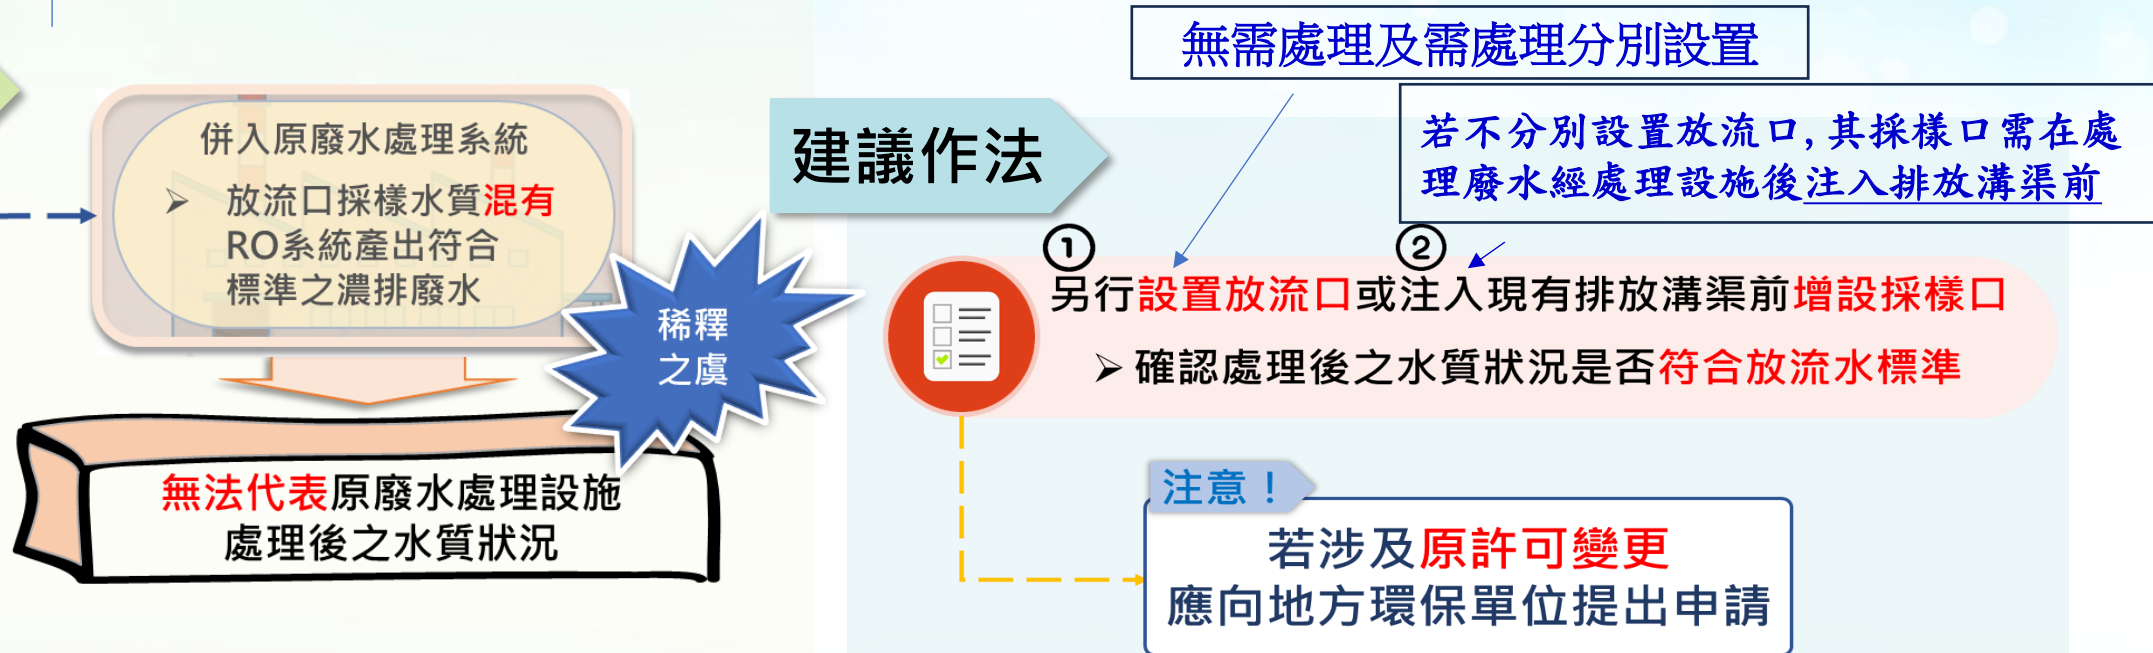 併入原廢水處理系統
➢ 放流口採樣水質混有
RO系統產出符合
標準之濃排廢水
稀釋
之虞
無法代表原廢水處理設施
處理後之水質狀況
建議作法
無需處理及需處理分別設置
若不分別設置放流口,其採樣口需在處
理廢水經處理設施後注入排放溝渠前
① ②
另行設置放流口或注入現有排放溝渠前增設採樣口
➢ 確認處理後之水質狀況是否符合放流水標準
注意！
若涉及原許可變更
應向地方環保單位提出申請